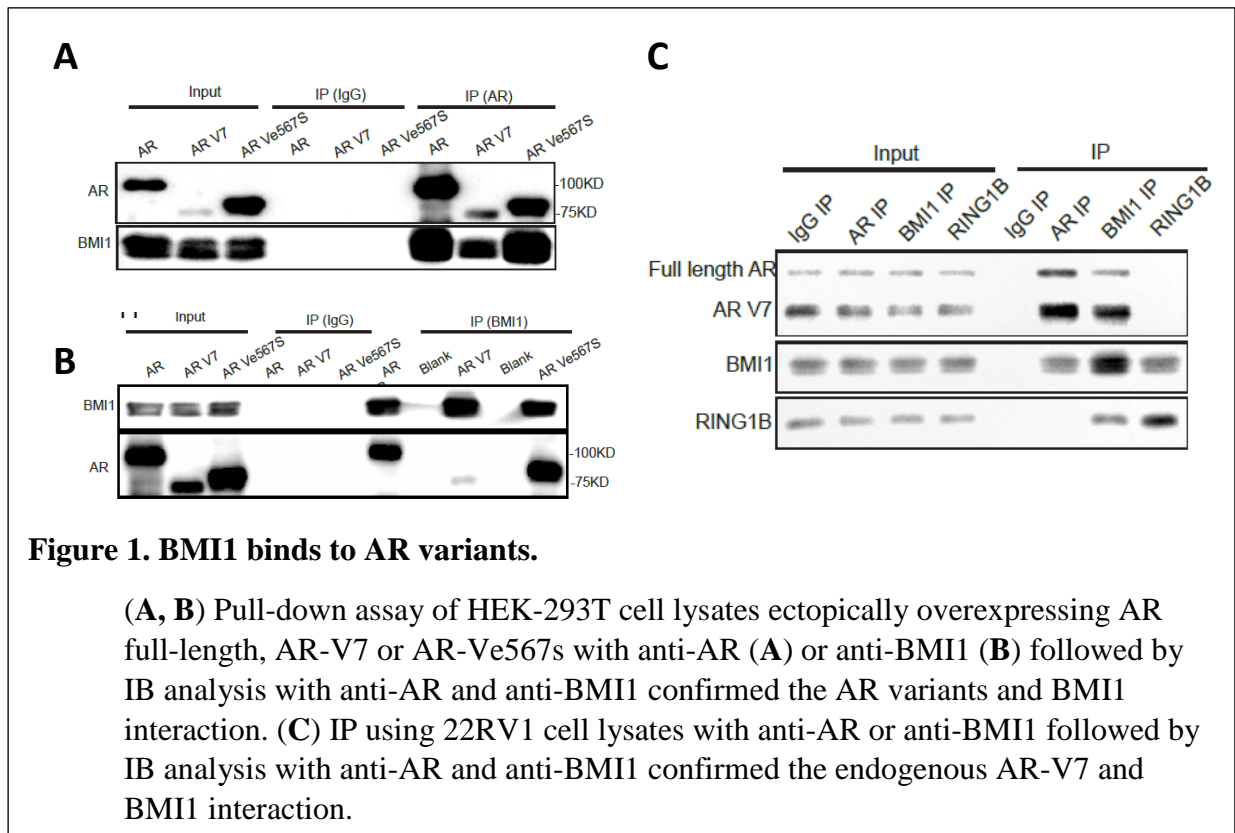 A
Input IP (IgG) IP (AR)
AR AR V7 AR Ve567S AR AR V7 AR Ve567S AR AR V7 AR Ve567S
AR
-100KD
-75KD
BMI1
B
Input IP (IgG) IP (BMI1)
AR AR V7 AR Ve567S AR AR V7 AR Ve567S AR Blank AR V7 Blank AR Ve567S
BMI1
AR
-100KD
-75KD
C
Input IP
IgG IP AR IP BMI1 IP RING1B IgG IP AR IP BMI1 IP RING1B
Full length AR
AR V7
BMI1
RING1B
Figure 1. BMI1 binds to AR variants.
(A, B) Pull-down assay of HEK-293T cell lysates ectopically overexpressing AR
full-length, AR-V7 or AR-Ve567s with anti-AR (A) or anti-BMI1 (B) followed by
IB analysis with anti-AR and anti-BMI1 confirmed the AR variants and BMI1
interaction. (C) IP using 22RV1 cell lysates with anti-AR or anti-BMI1 followed by
IB analysis with anti-AR and anti-BMI1 confirmed the endogenous AR-V7 and
BMI1 interaction.